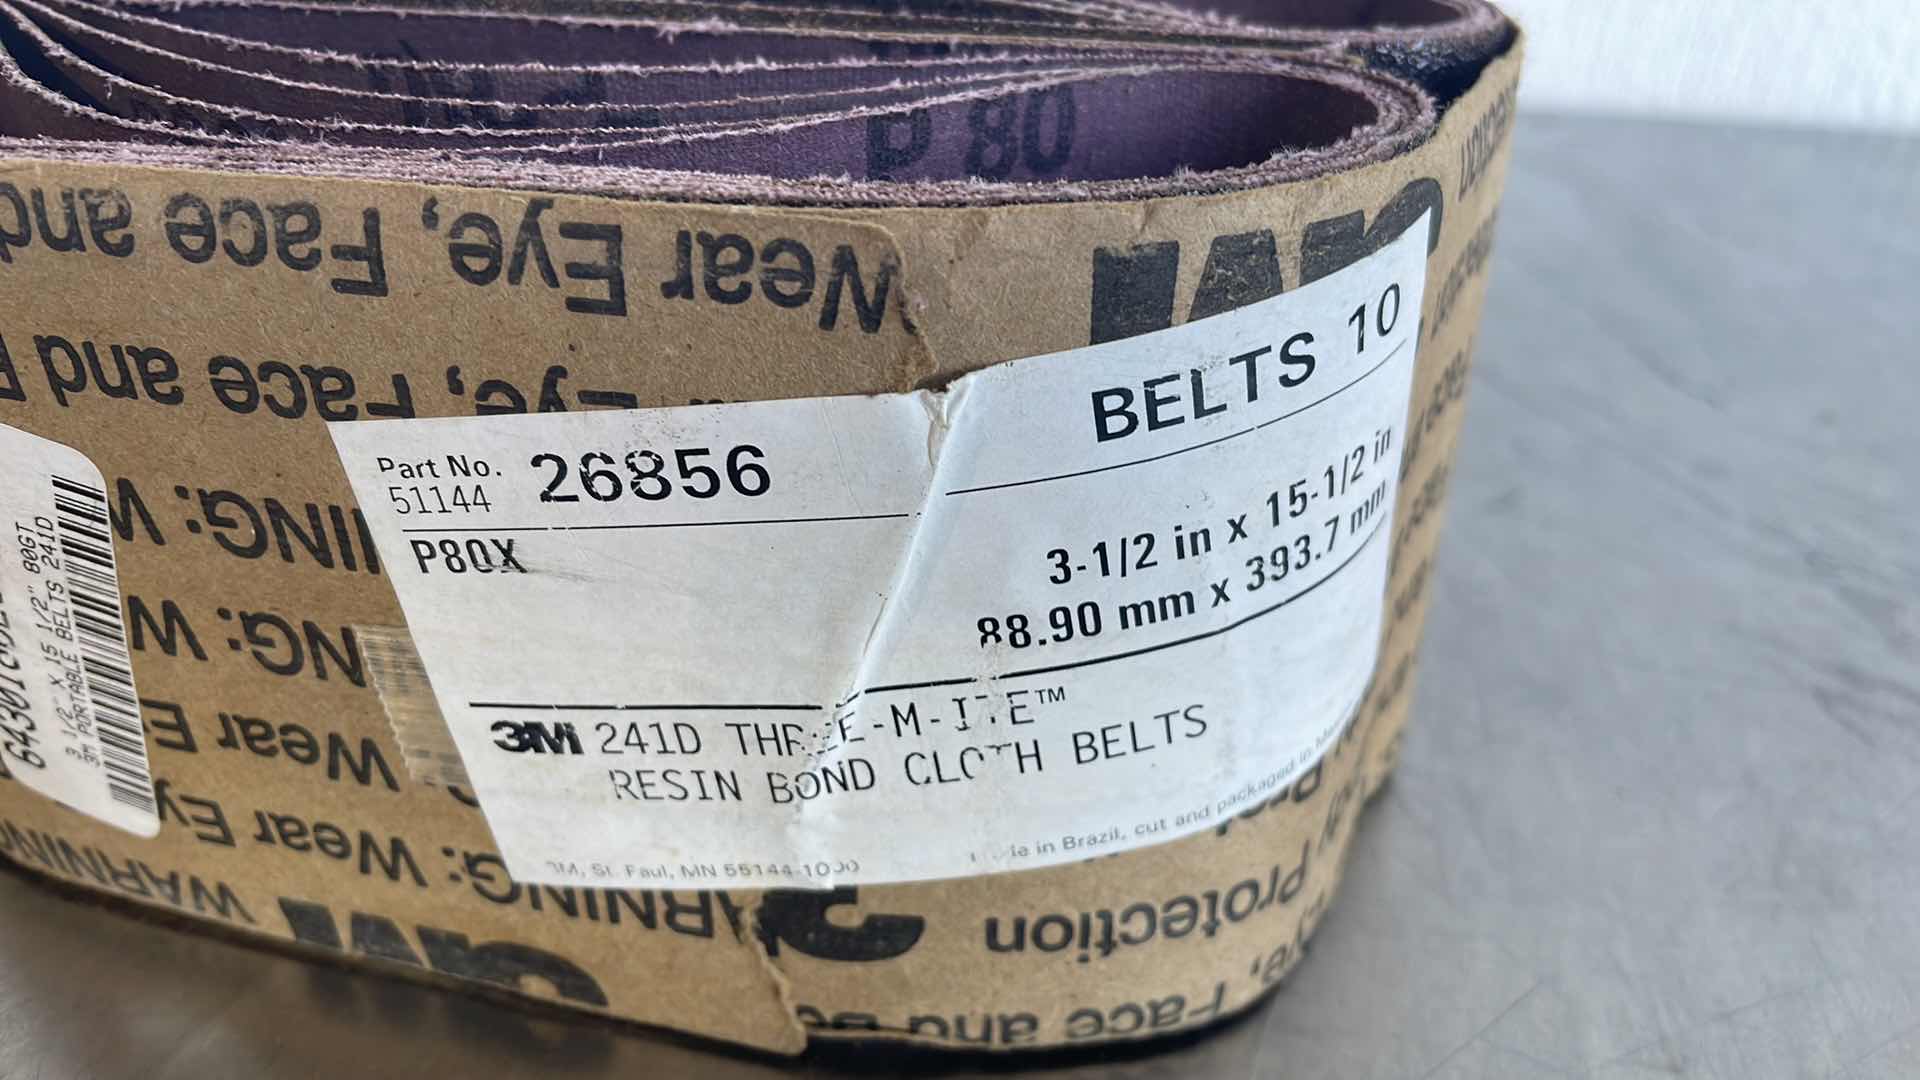 P 80
Wear Eye, Face and
Eye, Face and
Part No. 26856
51144
P80X
BELTS 10
3-1/2 in x 15-1/2 in
88.90 mm x 393.7 mm
3M 241D THREE-M-ITE™
RESIN BOND CLOTH BELTS
3M, St. Paul, MN 55144-1000
in Brazil, cut and packaged in
3 1/2" X 15 1/2" 80GT
3M PORTABLE BELTS 241D
WARNING: Wear Eye
WARNING: Wear
Protection
Face and